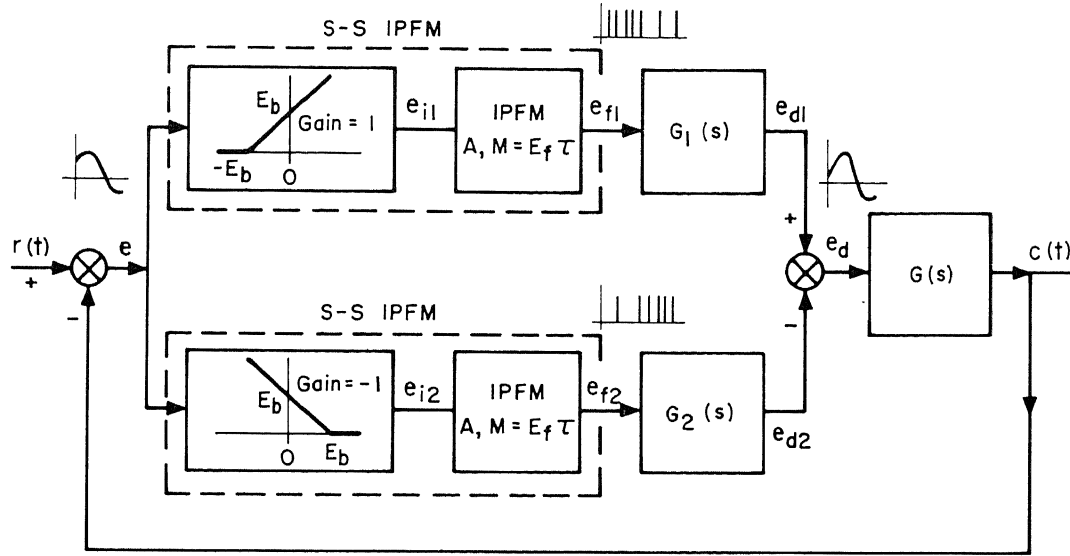 S-S IPFM
E_b
Gain = 1
-E_b
O
e_i1
IPFM
A, M = E_f τ
e_f1
G_1 (s)
e_d1
r(t)
+
-
e
+
-
e_d
G(s)
c(t)
S-S IPFM
E_b
Gain = -1
O
E_b
e_i2
IPFM
A, M = E_f τ
e_f2
G_2 (s)
e_d2